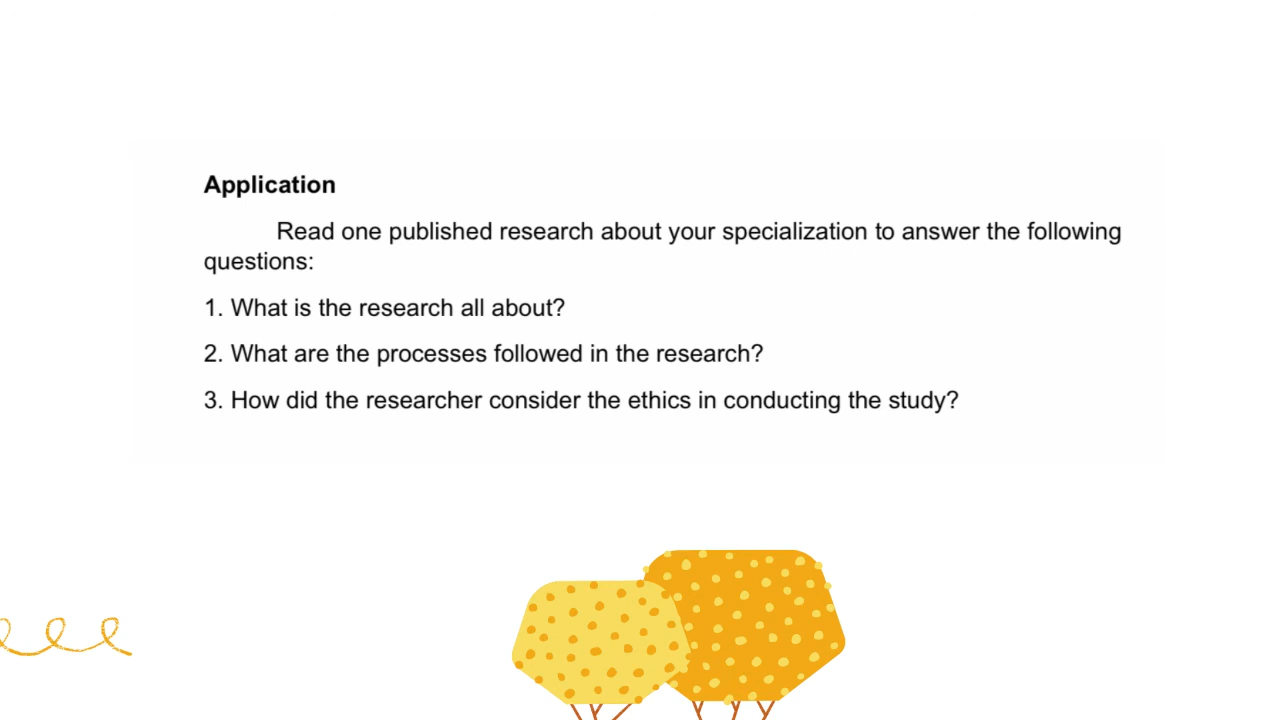 Application
Read one published research about your specialization to answer the following
questions:
1. What is the research all about?
2. What are the processes followed in the research?
3. How did the researcher consider the ethics in conducting the study?